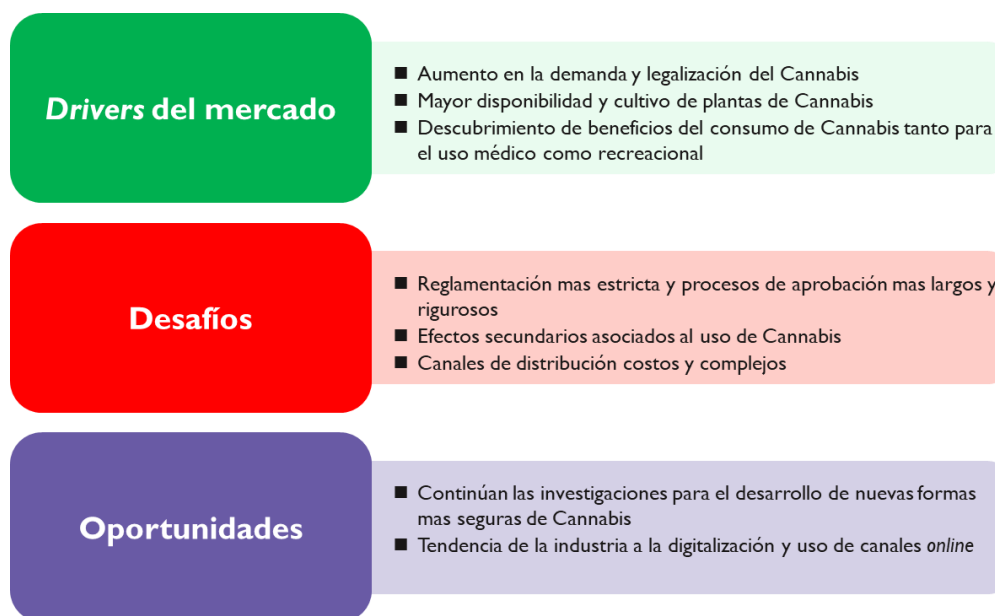 Drivers del mercado
■ Aumento en la demanda y legalización del Cannabis
■ Mayor disponibilidad y cultivo de plantas de Cannabis
■ Descubrimiento de beneficios del consumo de Cannabis tanto para
el uso médico como recreacional
Desafíos
■ Reglamentación mas estricta y procesos de aprobación mas largos y
rigurosos
■ Efectos secundarios asociados al uso de Cannabis
■ Canales de distribución costos y complejos
Oportunidades
■ Continúan las investigaciones para el desarrollo de nuevas formas
mas seguras de Cannabis
■ Tendencia de la industria a la digitalización y uso de canales online